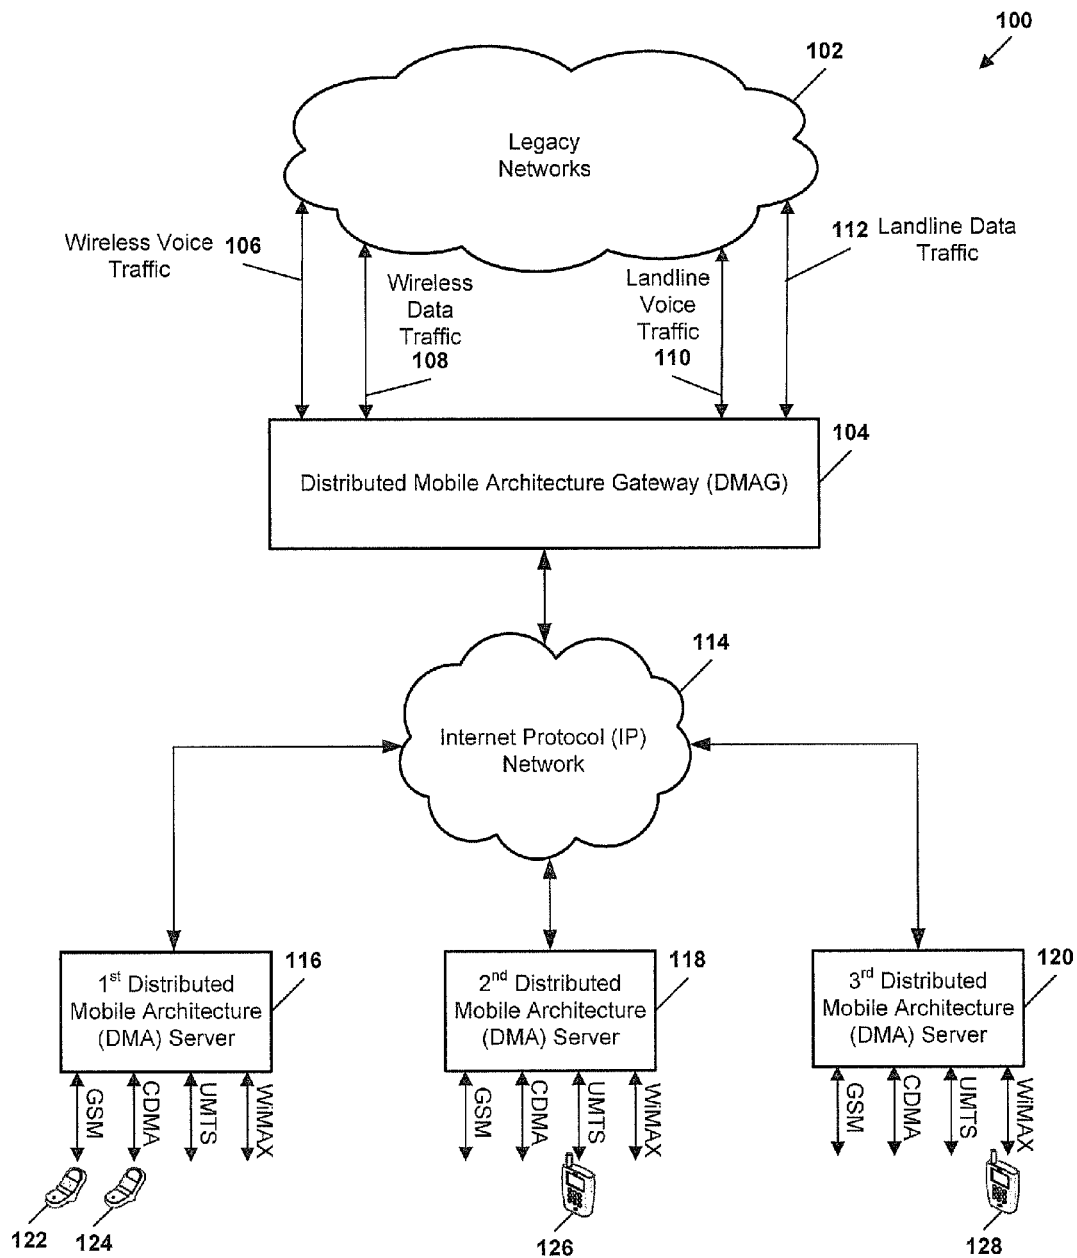 100
102
Legacy
Networks
Wireless Voice
Traffic
106
112
Landline Data
Traffic
Wireless
Data
Traffic
108
Landline
Voice
Traffic
110
104
Distributed Mobile Architecture Gateway (DMAG)
114
Internet Protocol (IP)
Network
116
1st Distributed
Mobile Architecture
(DMA) Server
118
2nd Distributed
Mobile Architecture
(DMA) Server
120
3rd Distributed
Mobile Architecture
(DMA) Server
GSM
CDMA
UMTS
WiMAX
GSM
CDMA
UMTS
WiMAX
GSM
CDMA
UMTS
WiMAX
122
124
126
128